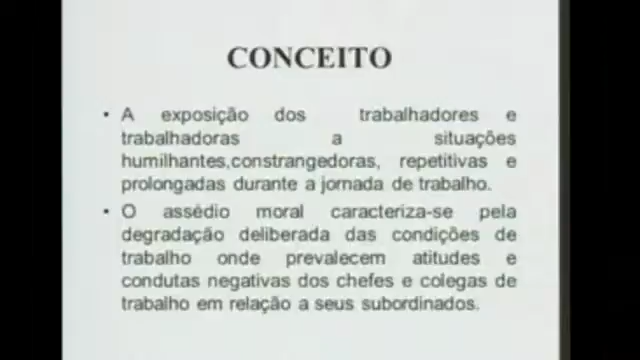 CONCEITO
• A exposição dos trabalhadores e
trabalhadoras a situações
humilhantes,constrangedoras, repetitivas e
prolongadas durante a jornada de trabalho.
• O assédio moral caracteriza-se pela
degradação deliberada das condições de
trabalho onde prevalecem atitudes e
condutas negativas dos chefes e colegas de
trabalho em relação a seus subordinados.